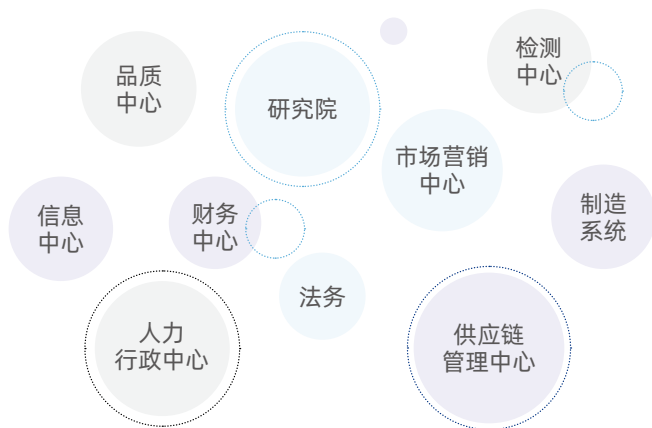 品质
中心
研究院
检测
中心
市场营销
中心
信息
中心
财务
中心
制造
系统
法务
人力
行政中心
供应链
管理中心